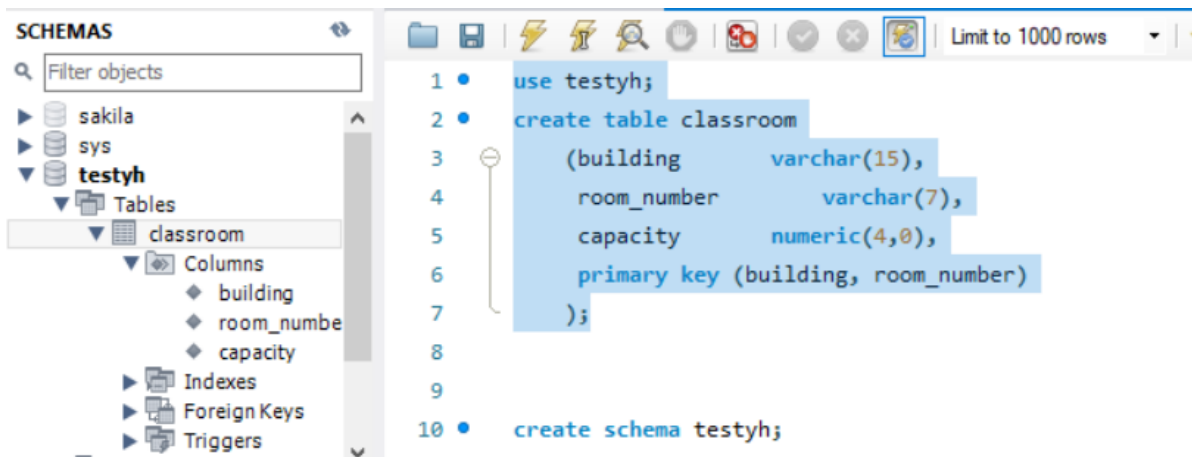 SCHEMAS
Filter objects
sakila
sys
testyh
Tables
classroom
Columns
building
room_numbe
capacity
Indexes
Foreign Keys
Triggers
Limit to 1000 rows
1 use testyh;
2 create table classroom
3 (building varchar(15),
4 room_number varchar(7),
5 capacity numeric(4,0),
6 primary key (building, room_number)
7 );
8
9
10 create schema testyh;